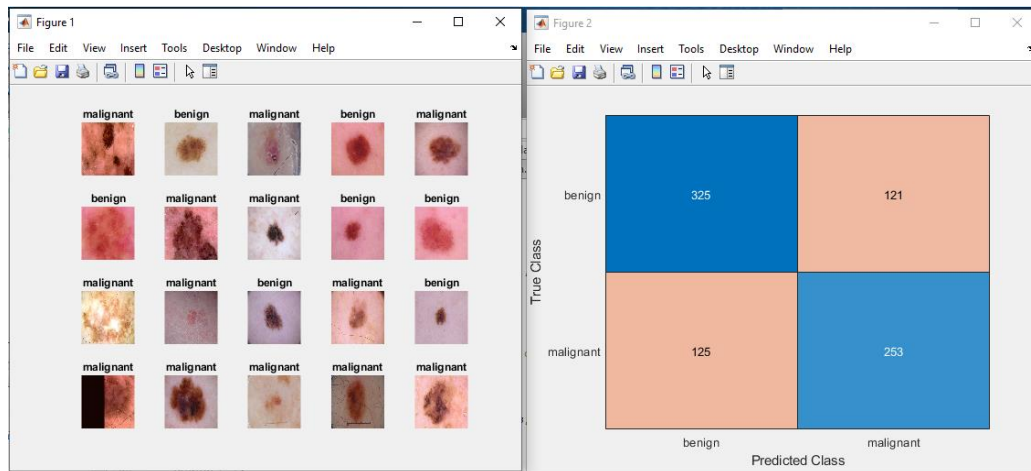 Figure 1
File Edit View Insert Tools Desktop Window Help
malignant benign malignant benign malignant
benign malignant malignant benign benign
malignant malignant benign malignant benign
malignant malignant malignant malignant malignant
Figure 2
File Edit View Insert Tools Desktop Window Help
True Class
benign 325 121
malignant 125 253
benign malignant
Predicted Class